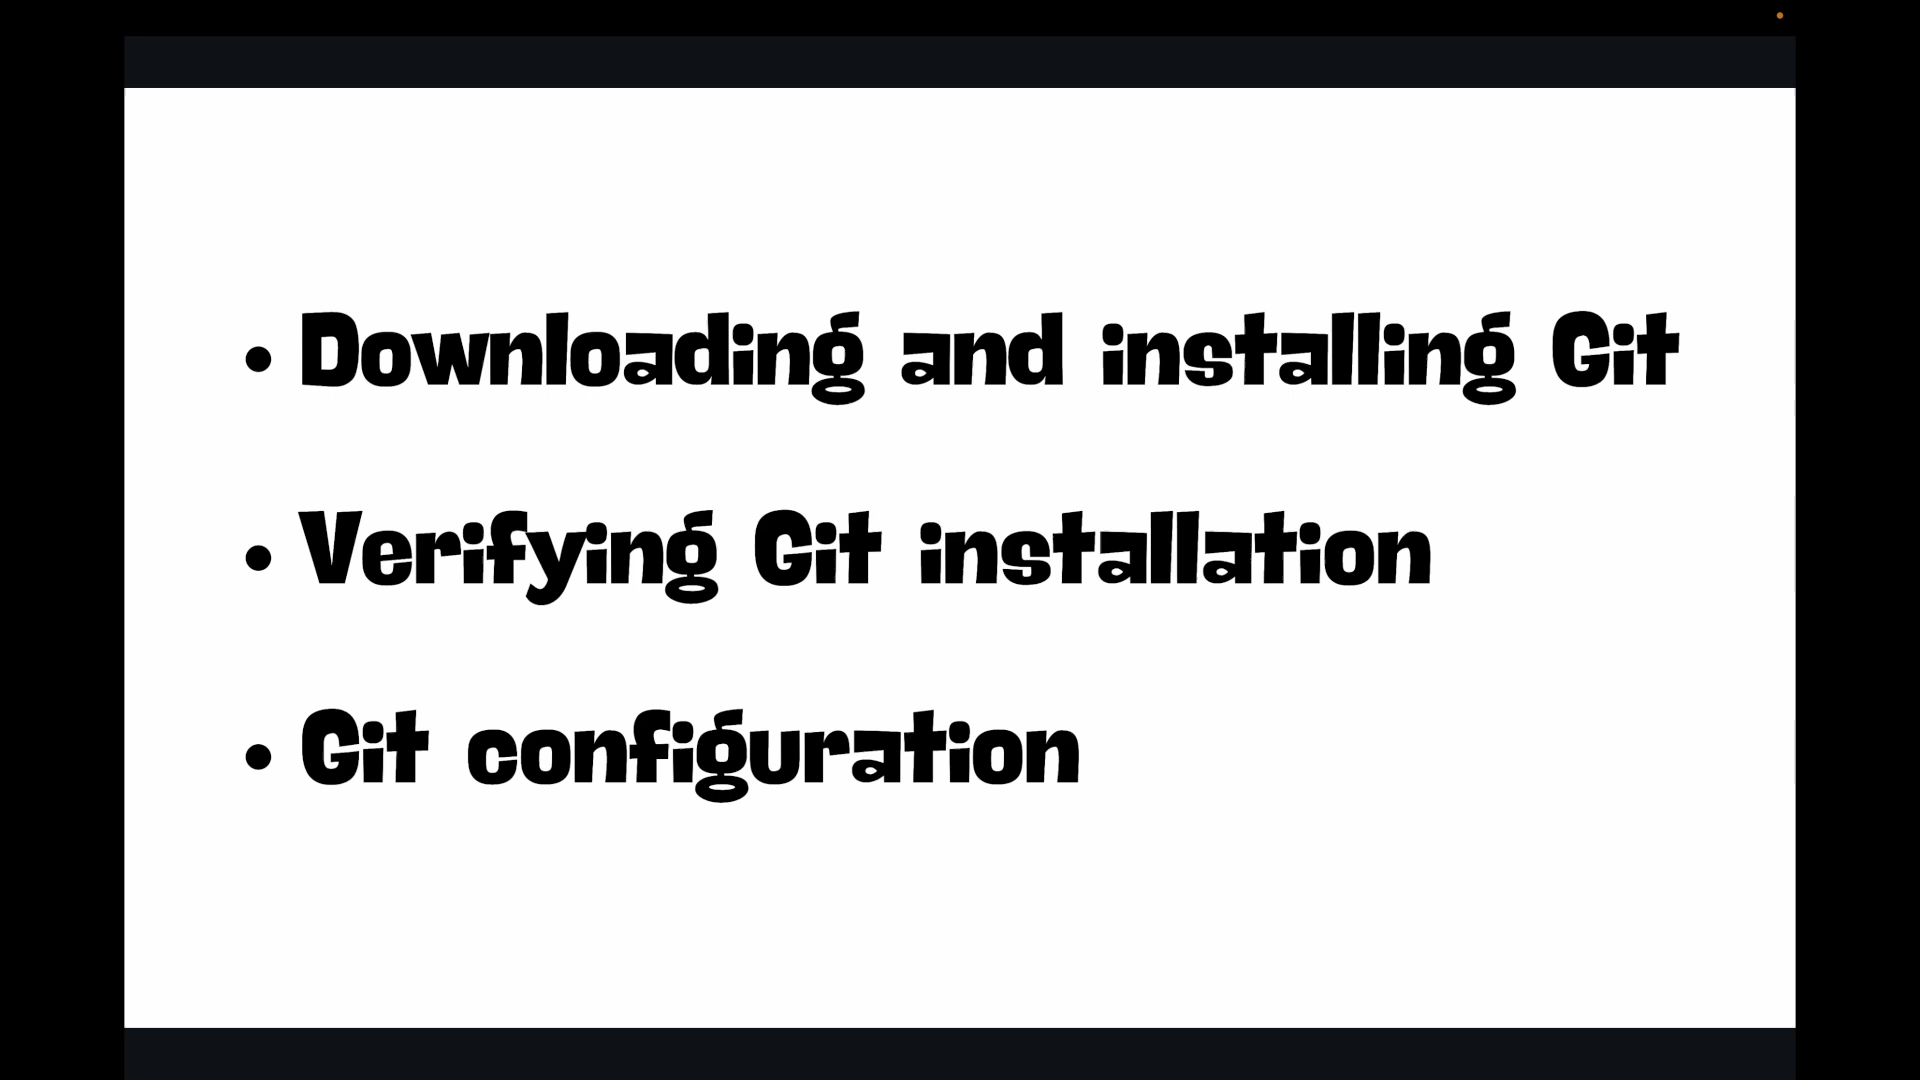 • Downloading and installing Git
• Verifying Git installation
• Git configuration